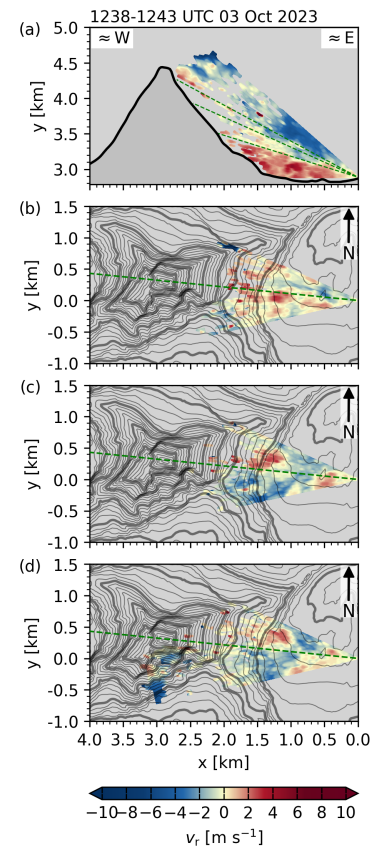 1238-1243 UTC 03 Oct 2023
(a)
≈ W
≈ E
5.0
4.5
4.0
3.5
3.0
y [km]
(b)
1.5
1.0
0.5
0.0
-0.5
-1.0
y [km]
N
(c)
1.5
1.0
0.5
0.0
-0.5
-1.0
y [km]
N
(d)
1.5
1.0
0.5
0.0
-0.5
-1.0
y [km]
N
4.0 3.5 3.0 2.5 2.0 1.5 1.0 0.5 0.0
x [km]
−10 −8 −6 −4 −2 0 2 4 6 8 10
vr [m s⁻¹]